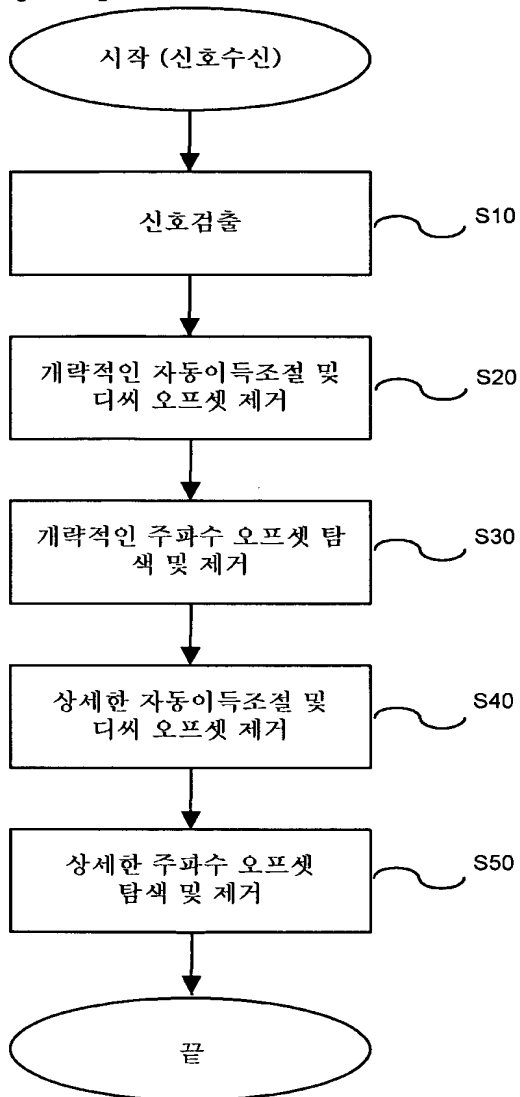 시작 (신호수신)
신호검출
S10
개략적인 자동이득조절 및
디씨 오프셋 제거
S20
개략적인 주파수 오프셋 탐
색 및 제거
S30
상세한 자동이득조절 및
디씨 오프셋 제거
S40
상세한 주파수 오프셋
탐색 및 제거
S50
끝